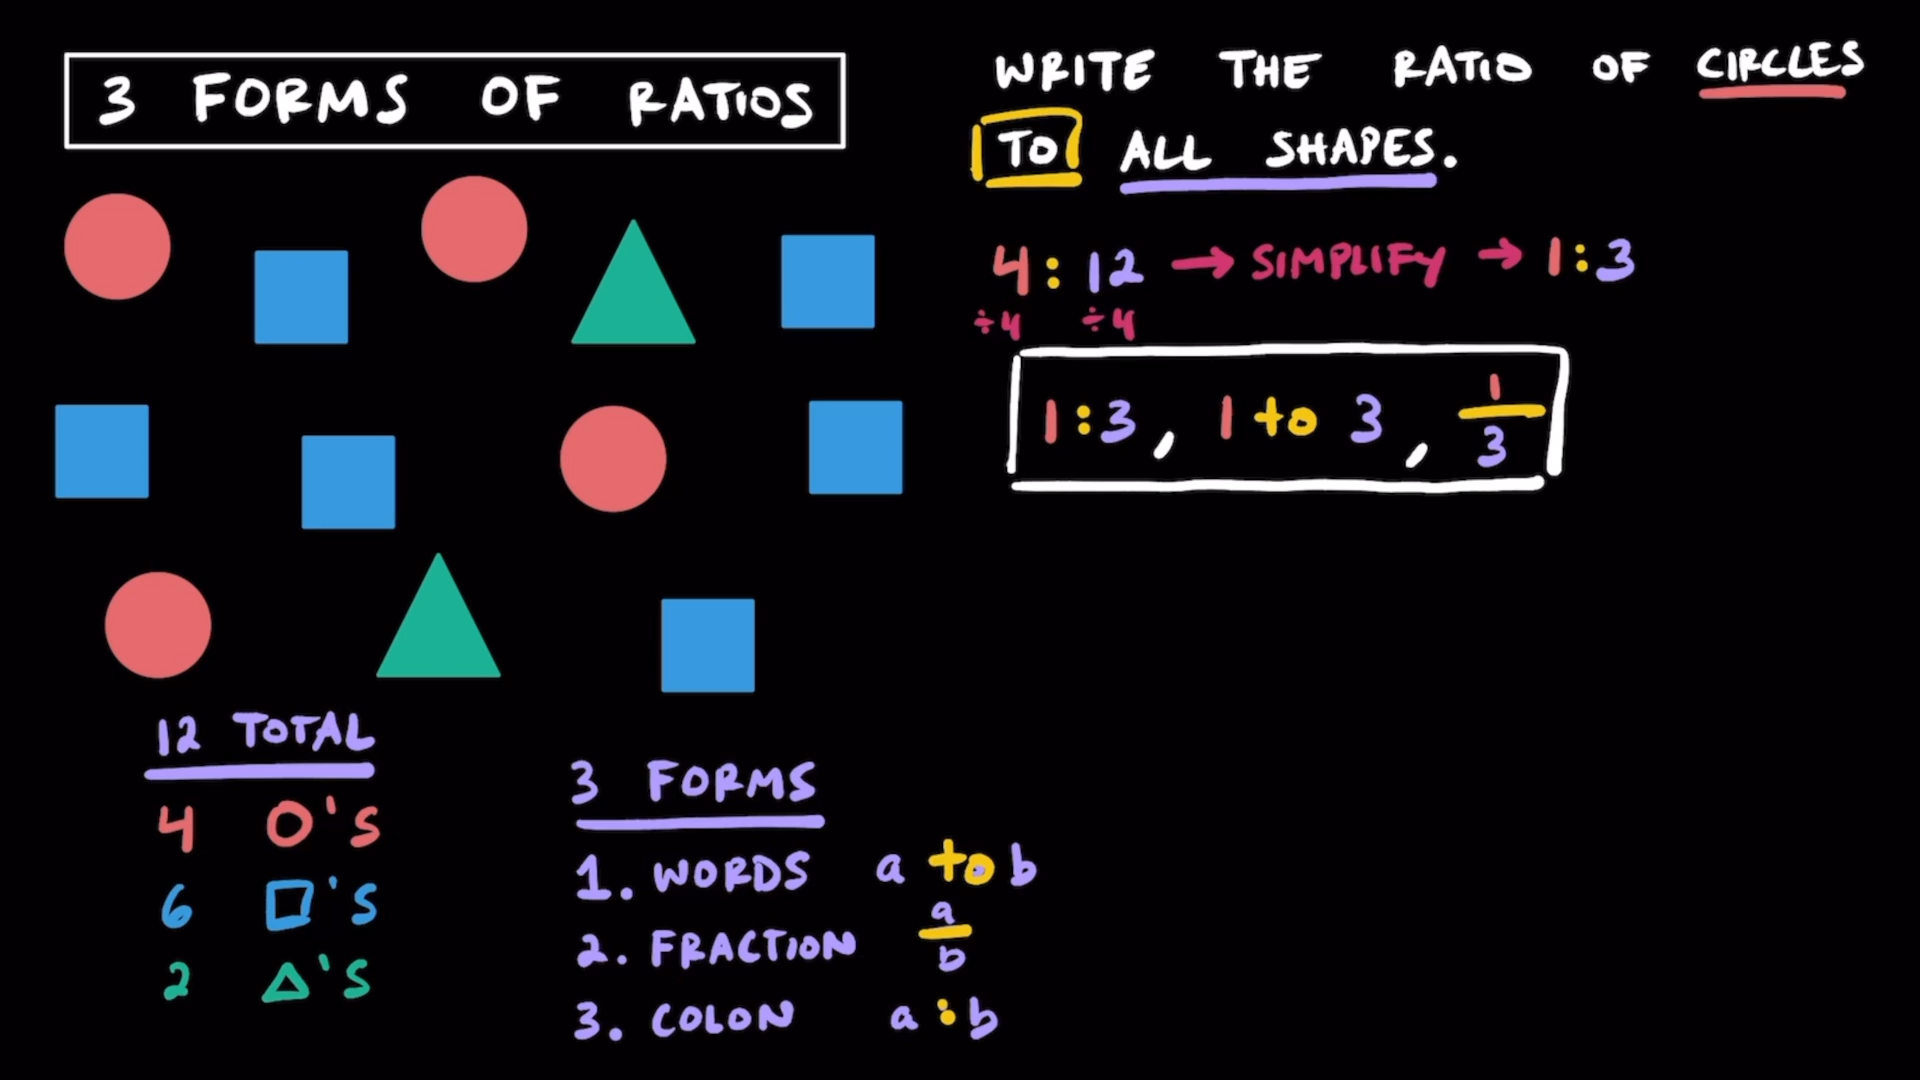 3 FORMS OF RATIOS
WRITE THE RATIO OF CIRCLES
TO ALL SHAPES.
4 : 12 → SIMPLIFY → 1 : 3
÷4 ÷4
1 : 3 , 1 to 3 , 1/3
12 TOTAL
4 O'S
6 □'S
2 △'S
3 FORMS
1. WORDS a to b
2. FRACTION a/b
3. COLON a : b